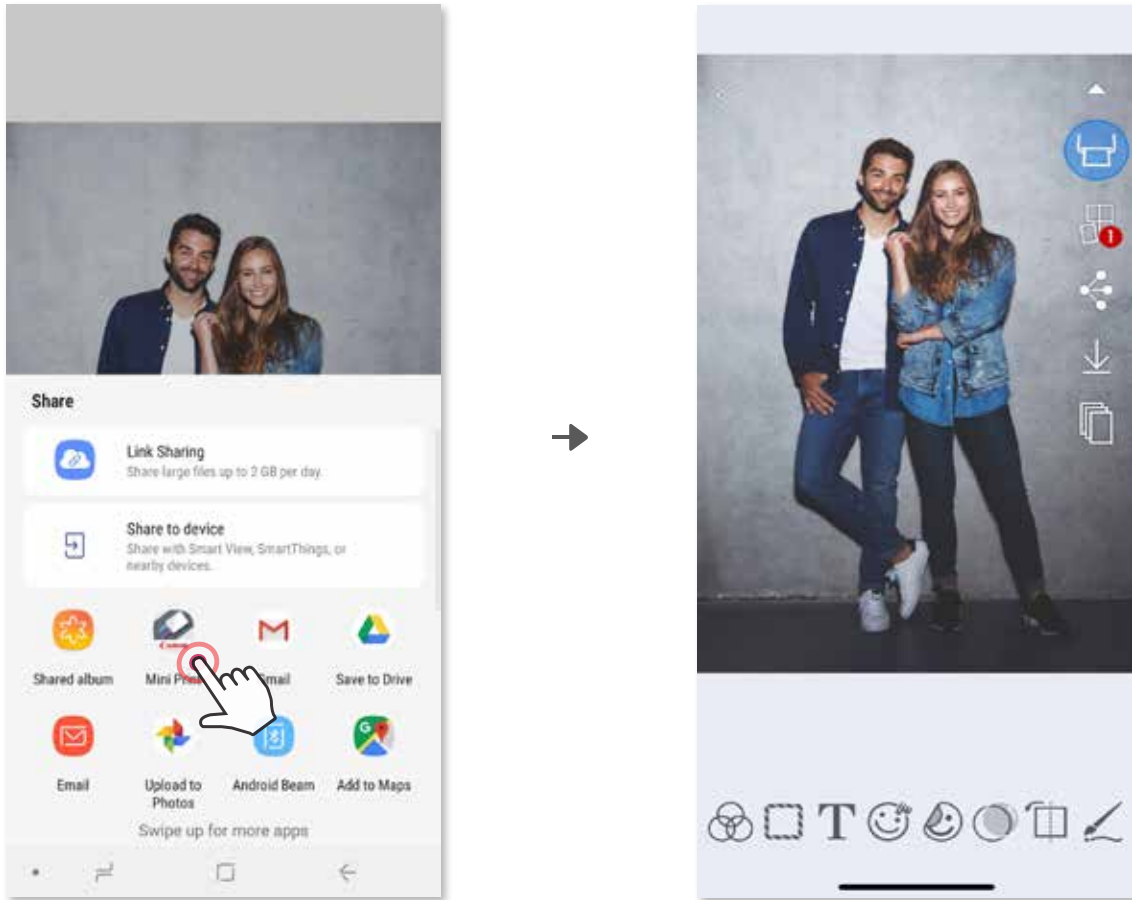 Share
Link Sharing
Share large files up to 2 GB per day.
Share to device
Share with Smart View, SmartThings, or
nearby devices.
Shared album
Mini
Save to Drive
Email
Upload to
Photos
Android Beam
Add to Maps
Swipe up for more apps
1
T